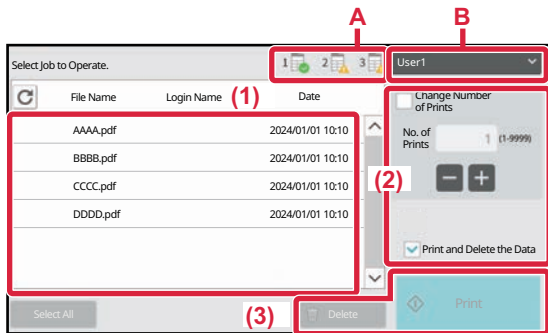 A
B
Select Job to Operate.
1 2 3
User1
(1)
File Name Login Name Date
Change Number
of Prints
AAAA.pdf 2024/01/01 10:10
No. of
Prints
1 (1-9999)
BBBB.pdf 2024/01/01 10:10
CCCC.pdf 2024/01/01 10:10
(2)
DDDD.pdf 2024/01/01 10:10
Print and Delete the Data
Select All
(3)
Delete
Print